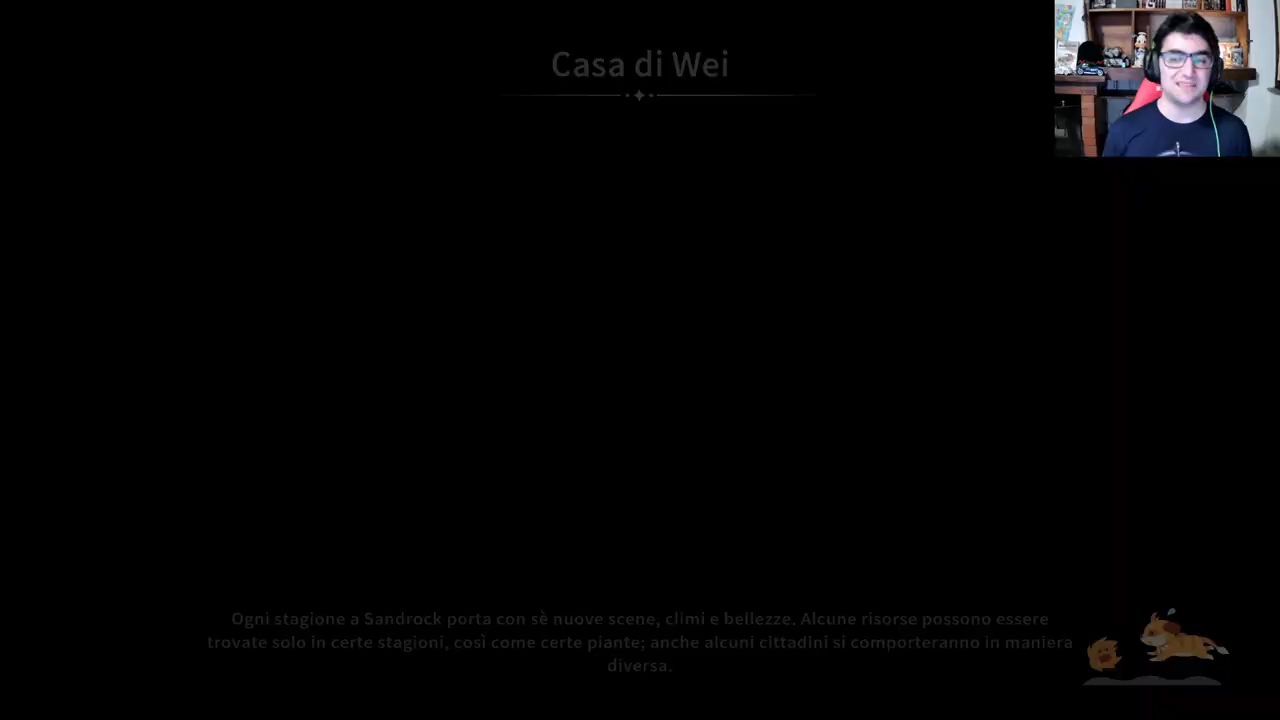 Casa di Wei
Ogni stagione a Sandrock porta con sè nuove scene, climi e bellezze. Alcune risorse possono essere
trovate solo in certe stagioni, così come certe piante; anche alcuni cittadini si comporteranno in maniera
diversa.